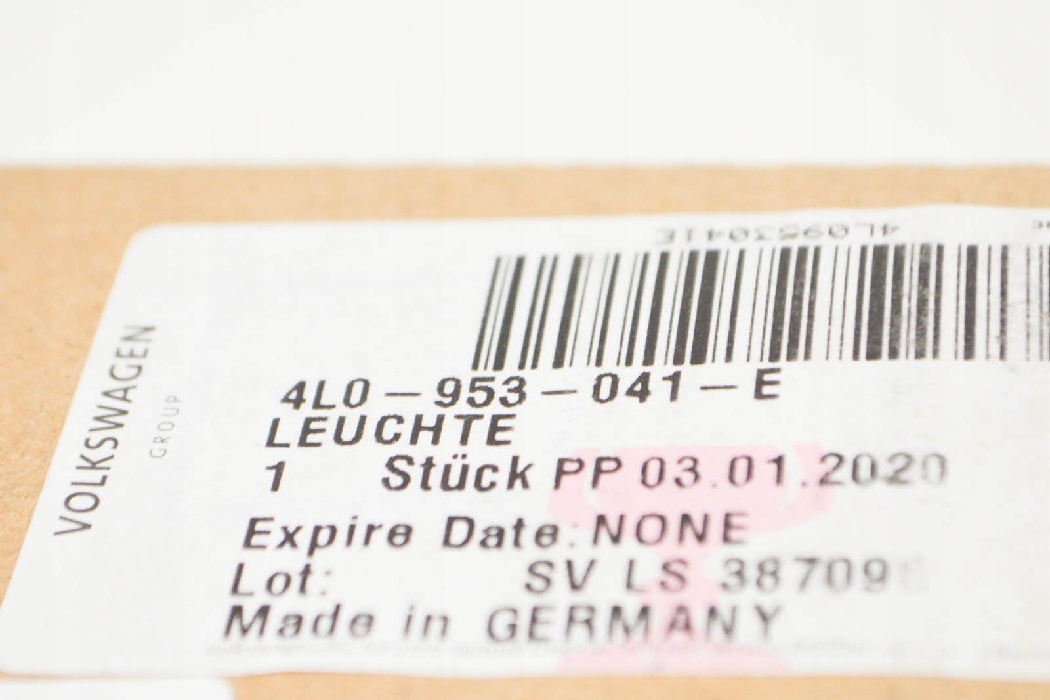 4L0953041E
VOLKSWAGEN
GROUP
4L0 – 953 – 041 – E
LEUCHTE
1 Stück PP 03.01.2020
Expire Date: NONE
Lot: SV LS
Made in GERMANY